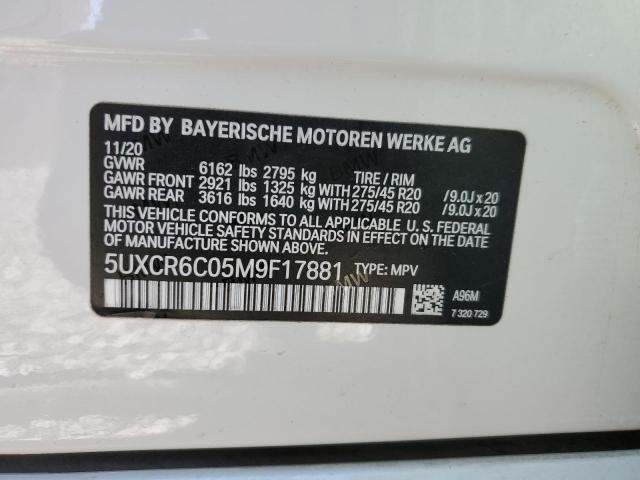 MFD BY BAYERISCHE MOTOREN WERKE AG
11/20
GVWR 6162 lbs 2795 kg TIRE / RIM
GAWR FRONT 2921 lbs 1325 kg WITH 275/45 R20 /9.0J x 20
GAWR REAR 3616 lbs 1640 kg WITH 275/45 R20 /9.0J x 20
THIS VEHICLE CONFORMS TO ALL APPLICABLE U. S. FEDERAL
MOTOR VEHICLE SAFETY STANDARDS IN EFFECT ON THE
DATE OF MANUFACTURE SHOWN ABOVE.
5UXCR6C05M9F17881 TYPE: MPV
A96M
7 320 729